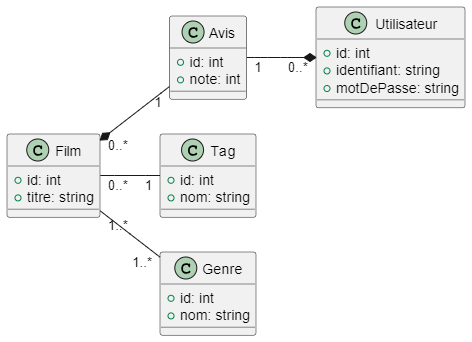 C Avis
id: int
note: int
C Utilisateur
id: int
identifiant: string
motDePasse: string
1
0..*
1
0..*
C Film
id: int
titre: string
C Tag
id: int
nom: string
0..*
1
1..*
1..*
C Genre
id: int
nom: string